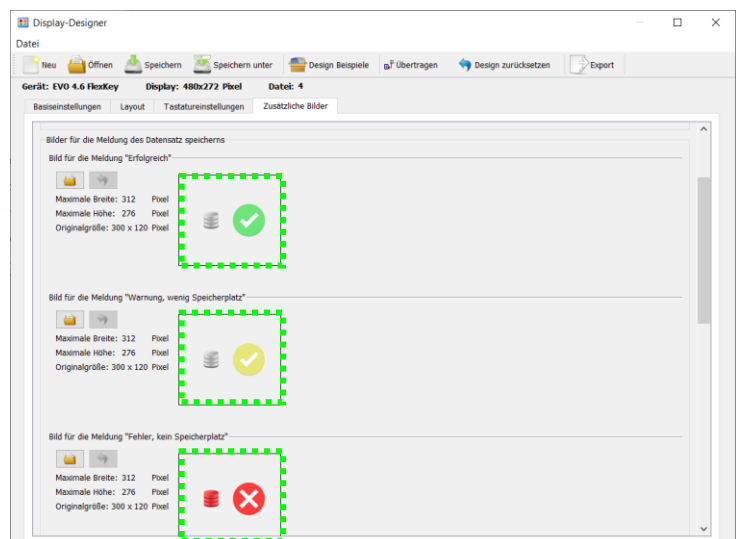 Display-Designer
Datei
Neu Öffnen Speichern Speichern unter Design Beispiele Übertragen Design zurücksetzen Export
Gerät: EVO 4.6 FlexKey Display: 480x272 Pixel Datei: 4
Basiseinstellungen Layout Tastatureinstellungen Zusätzliche Bilder
Bilder für die Meldung des Datensatz speicherns
Bild für die Meldung "Erfolgreich"
Maximale Breite: 312 Pixel
Maximale Höhe: 276 Pixel
Originalgröße: 300 x 120 Pixel
Bild für die Meldung "Warnung, wenig Speicherplatz"
Maximale Breite: 312 Pixel
Maximale Höhe: 276 Pixel
Originalgröße: 300 x 120 Pixel
Bild für die Meldung "Fehler, kein Speicherplatz"
Maximale Breite: 312 Pixel
Maximale Höhe: 276 Pixel
Originalgröße: 300 x 120 Pixel